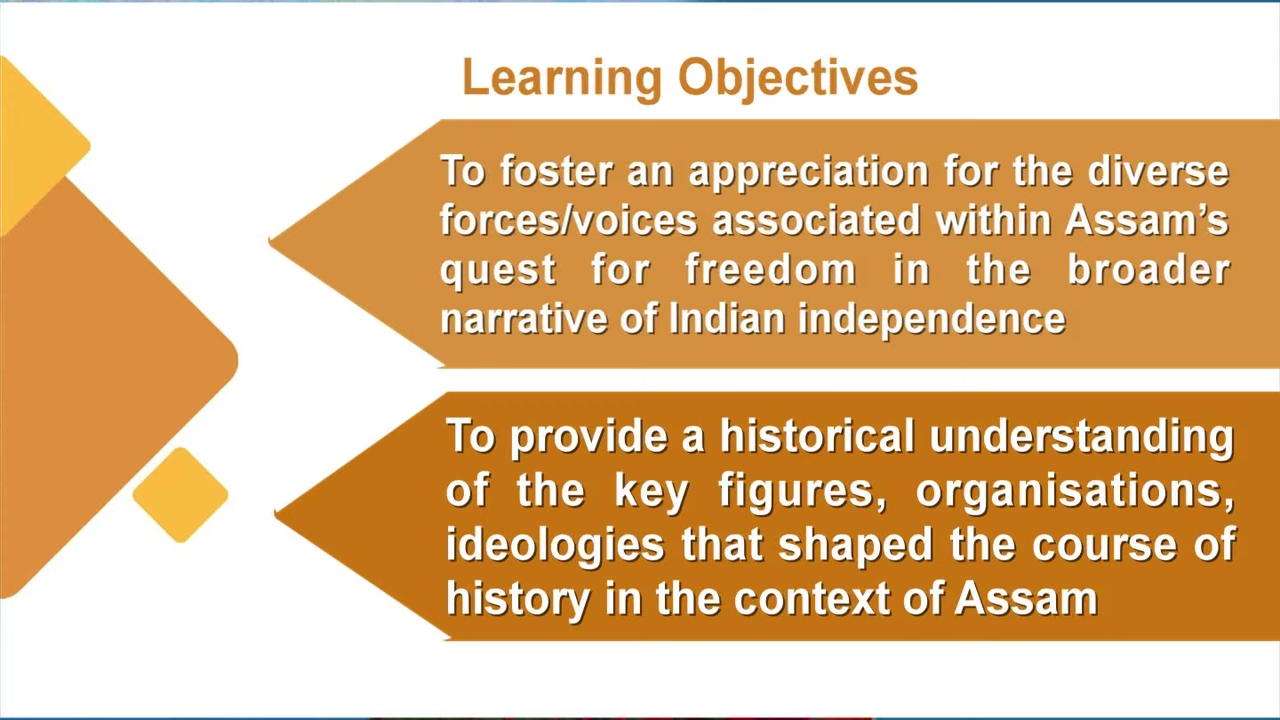 Learning Objectives
To foster an appreciation for the diverse
forces/voices associated within Assam’s
quest for freedom in the broader
narrative of Indian independence
To provide a historical understanding
of the key figures, organisations,
ideologies that shaped the course of
history in the context of Assam